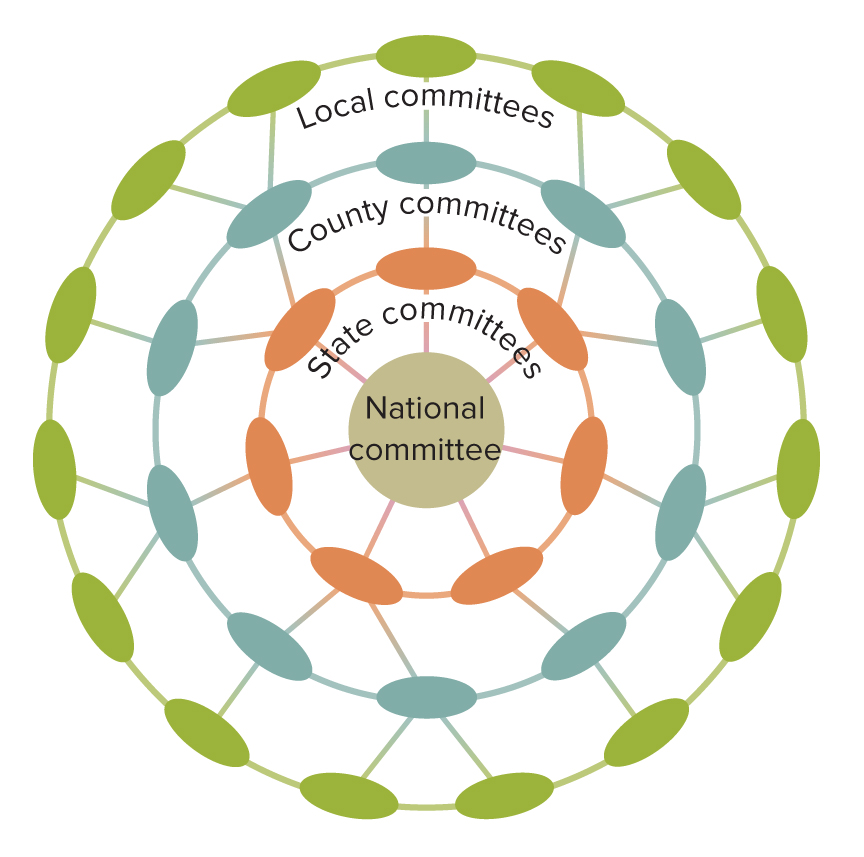 Local committees
County committees
State committees
National
committee